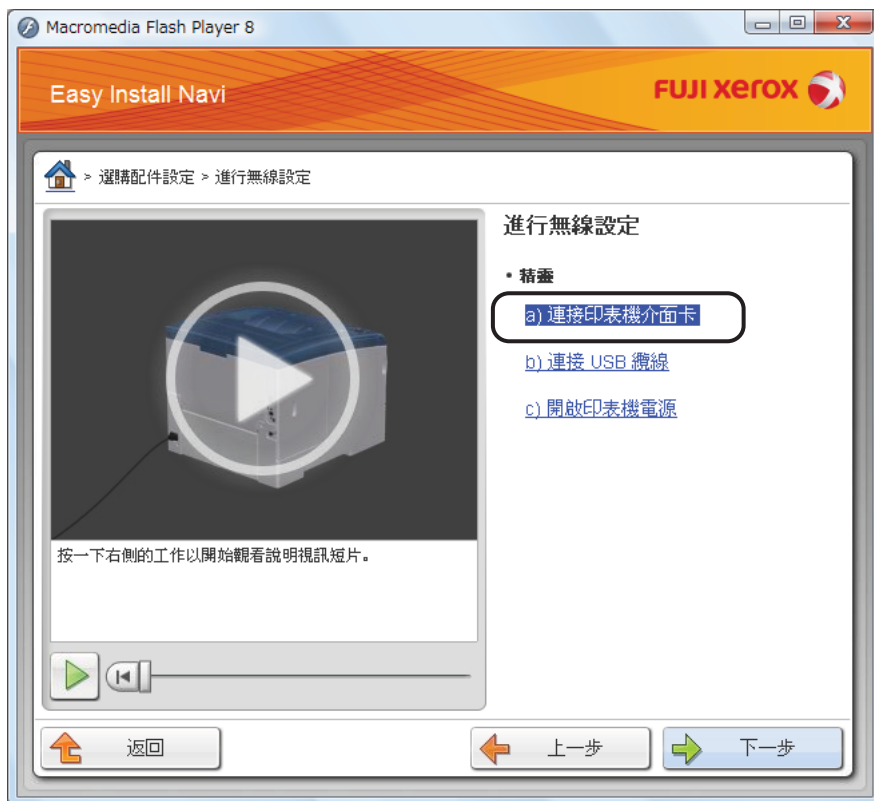 Macromedia Flash Player 8
Easy Install Navi
FUJI xerox
> 選購配件設定 > 進行無線設定
進行無線設定
• 精靈
a) 連接印表機介面卡
b) 連接 USB 纜線
c) 開啟印表機電源
按一下右側的工作以開始觀看說明視訊短片。
返回
上一步
下一步